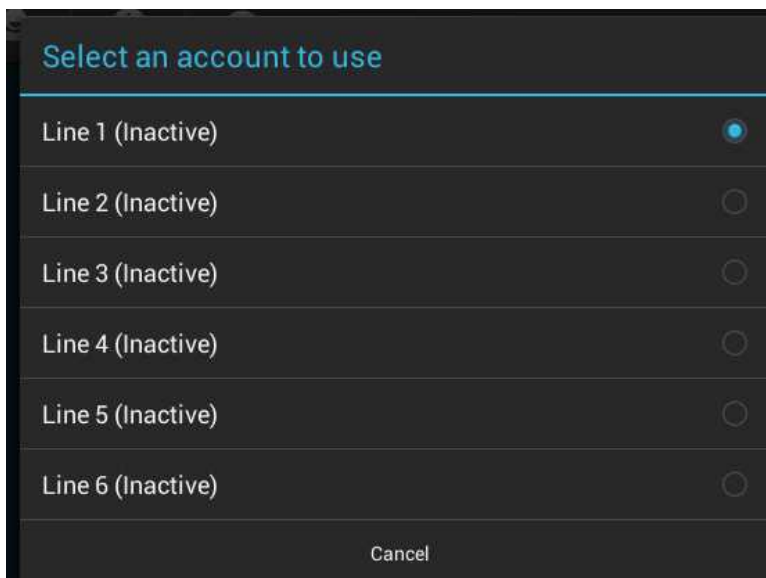 Select an account to use
Line 1 (Inactive)
Line 2 (Inactive)
Line 3 (Inactive)
Line 4 (Inactive)
Line 5 (Inactive)
Line 6 (Inactive)
Cancel